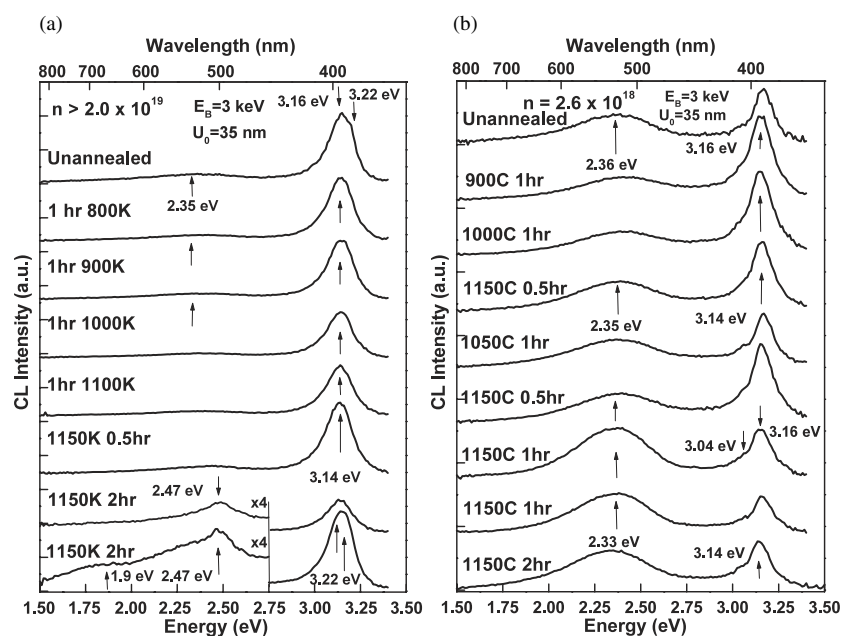 (a)
Wavelength (nm)
800 700 600 500 400
n > 2.0 x 10^19
E_B=3 keV
U_0=35 nm
3.16 eV
3.22 eV
Unannealed
2.35 eV
1 hr 800K
1hr 900K
1hr 1000K
1hr 1100K
1150K 0.5hr
3.14 eV
2.47 eV
1150K 2hr
x4
1150K 2hr
x4
1.9 eV
2.47 eV
3.22 eV
CL Intensity (a.u.)
1.50 1.75 2.00 2.25 2.50 2.75 3.00 3.25 3.50
Energy (eV)
(b)
Wavelength (nm)
800 700 600 500 400
n = 2.6 x 10^18
E_B=3 keV
U_0=35 nm
Unannealed
2.36 eV
3.16 eV
900C 1hr
1000C 1hr
1150C 0.5hr
2.35 eV
3.14 eV
1050C 1hr
1150C 0.5hr
3.04 eV
3.16 eV
1150C 1hr
1150C 1hr
2.33 eV
3.14 eV
1150C 2hr
CL Intensity (a.u.)
1.50 1.75 2.00 2.25 2.50 2.75 3.00 3.25 3.50
Energy (eV)